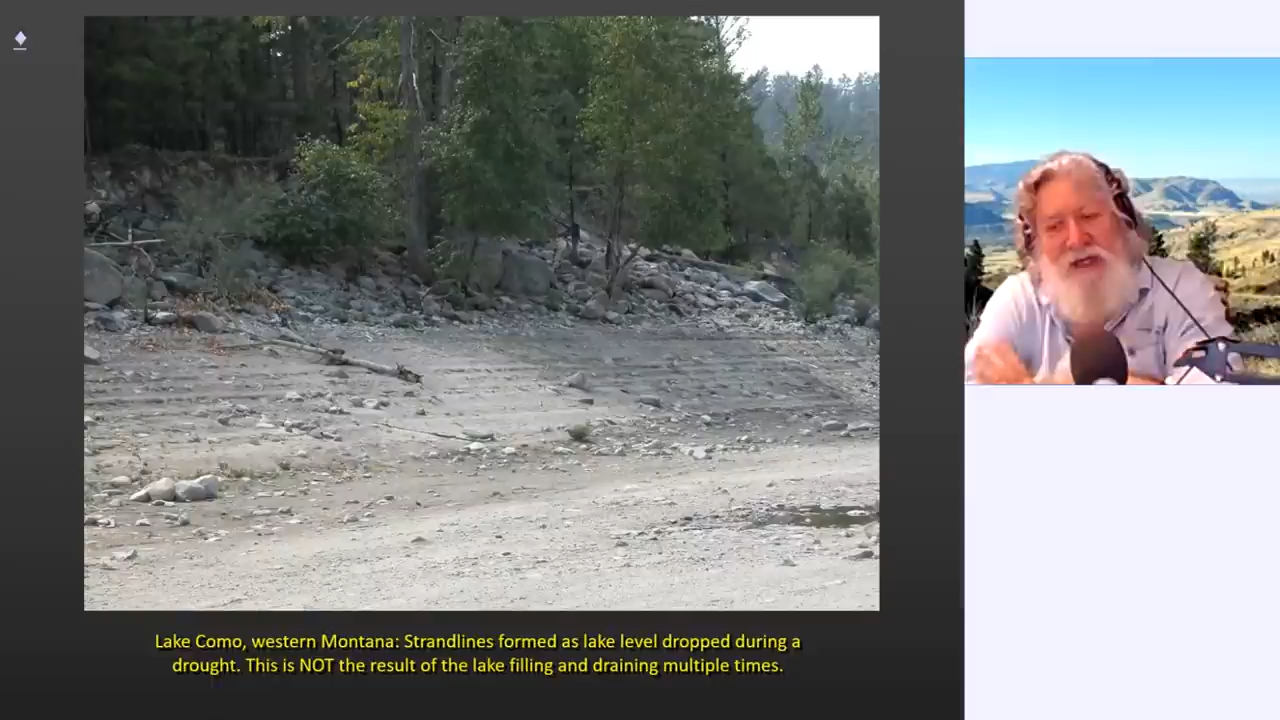 Lake Como, western Montana: Strandlines formed as lake level dropped during a
drought. This is NOT the result of the lake filling and draining multiple times.